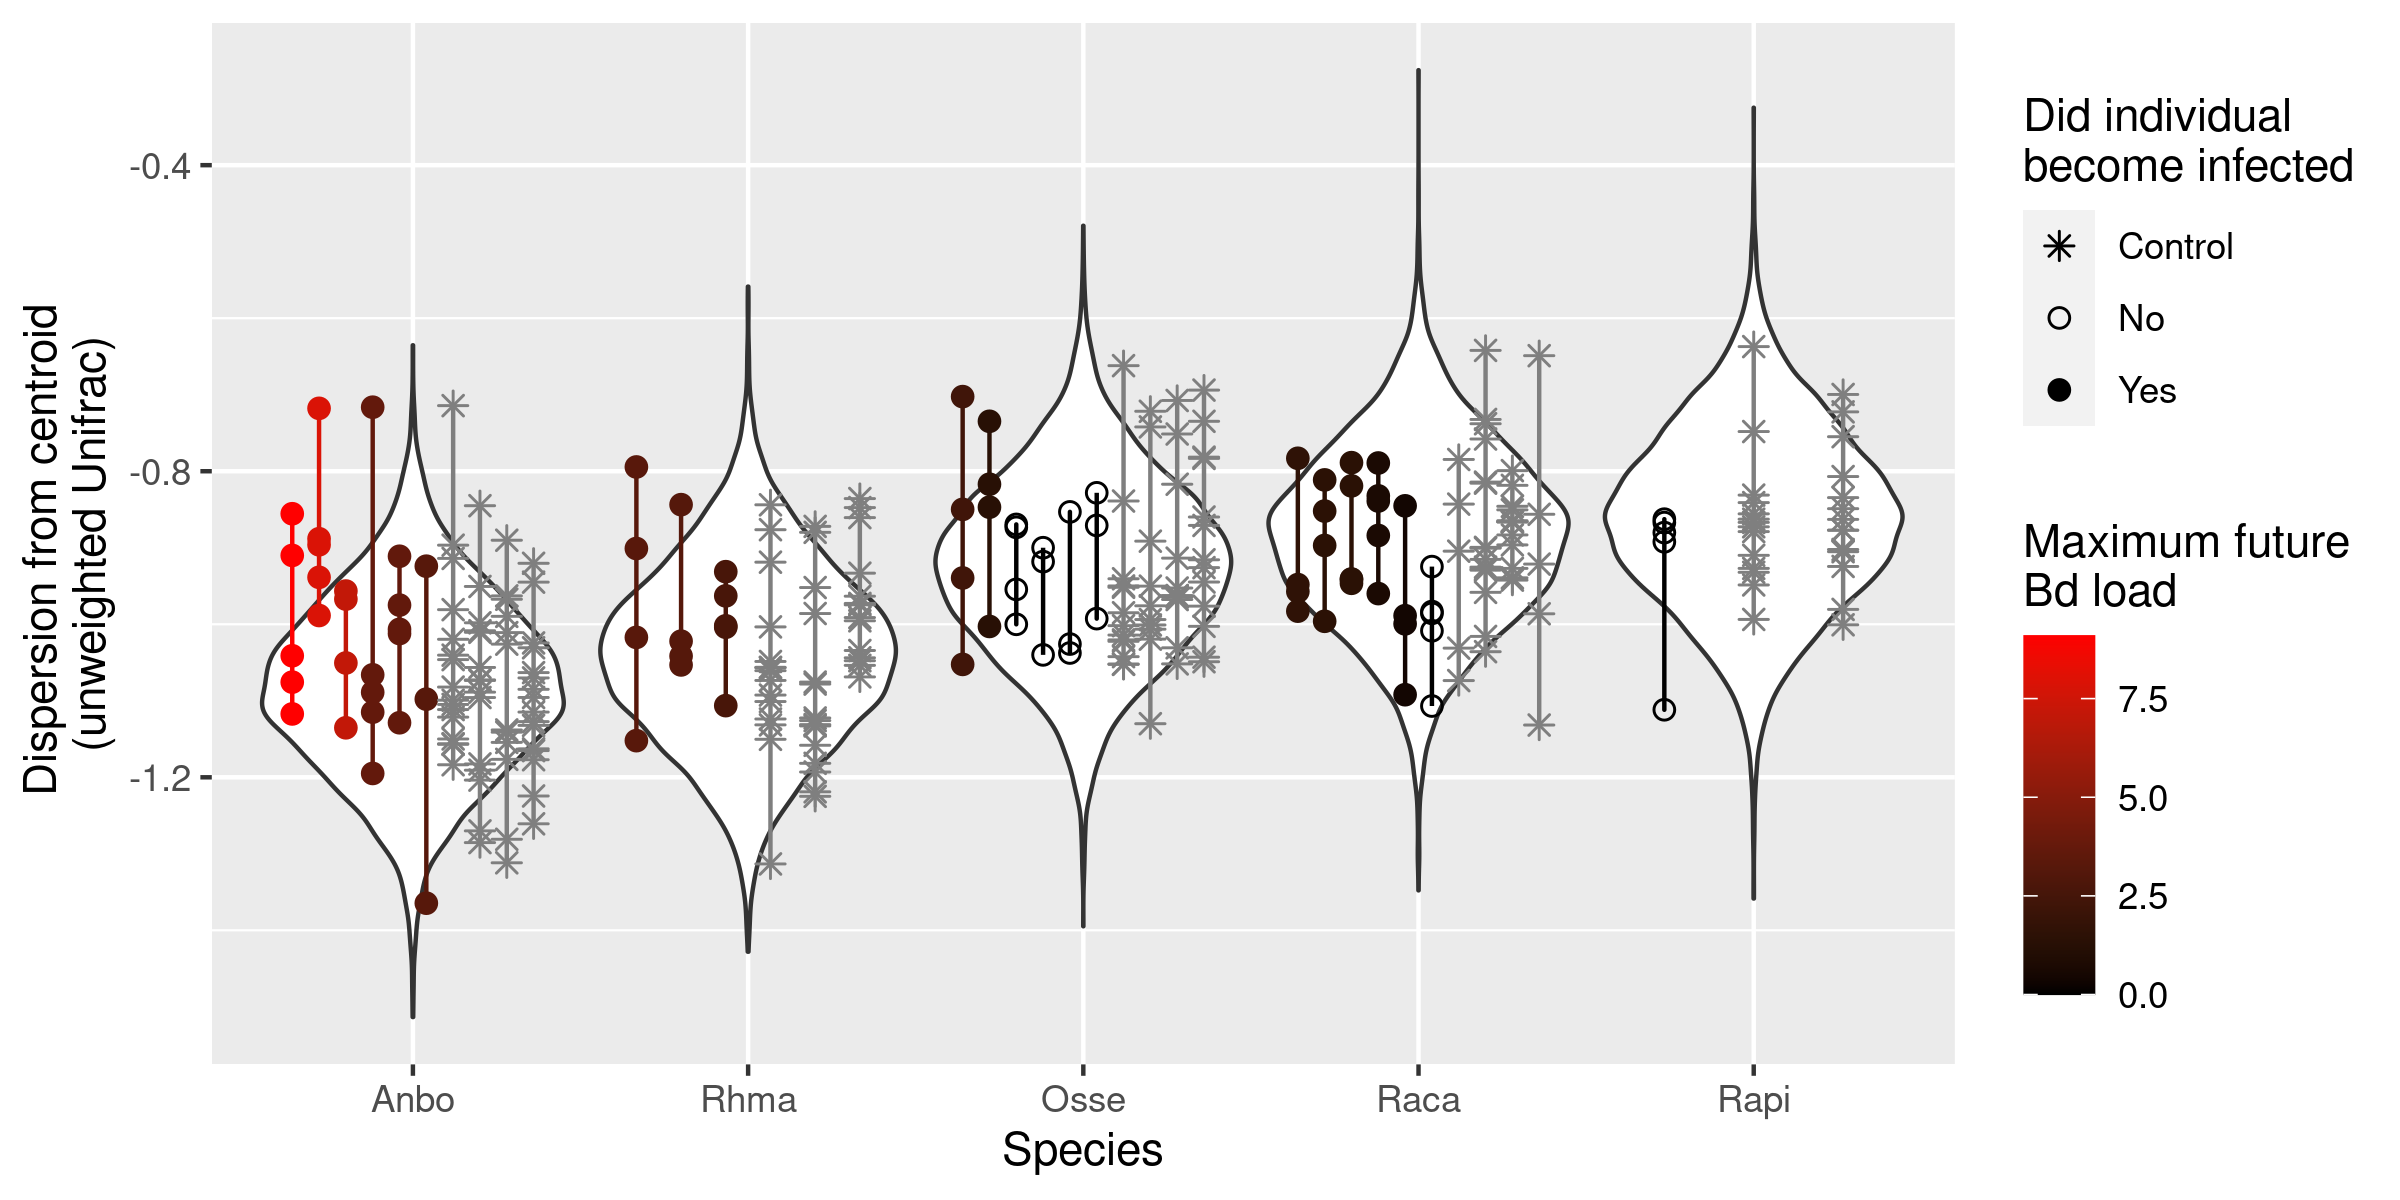 Dispersion from centroid
(unweighted Unifrac)
-0.4
-0.8
-1.2
Anbo
Rhma
Osse
Raca
Rapi
Species
Did individual
become infected
Control
No
Yes
Maximum future
Bd load
7.5
5.0
2.5
0.0